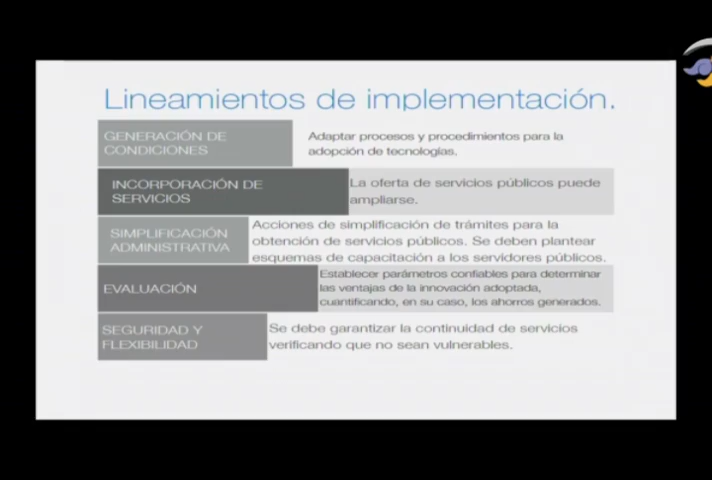 Lineamientos de implementación.
GENERACIÓN DE
CONDICIONES
Adaptar procesos y procedimientos para la
adopción de tecnologías.
INCORPORACIÓN DE
SERVICIOS
La oferta de servicios públicos puede
ampliarse.
SIMPLIFICACIÓN
ADMINISTRATIVA
Acciones de simplificación de trámites para la
obtención de servicios públicos. Se deben plantear
esquemas de capacitación a los servidores públicos.
EVALUACIÓN
Establecer parámetros confiables para determinar
las ventajas de la innovación adoptada,
cuantificando, en su caso, los ahorros generados.
SEGURIDAD Y
FLEXIBILIDAD
Se debe garantizar la continuidad de servicios
verificando que no sean vulnerables.